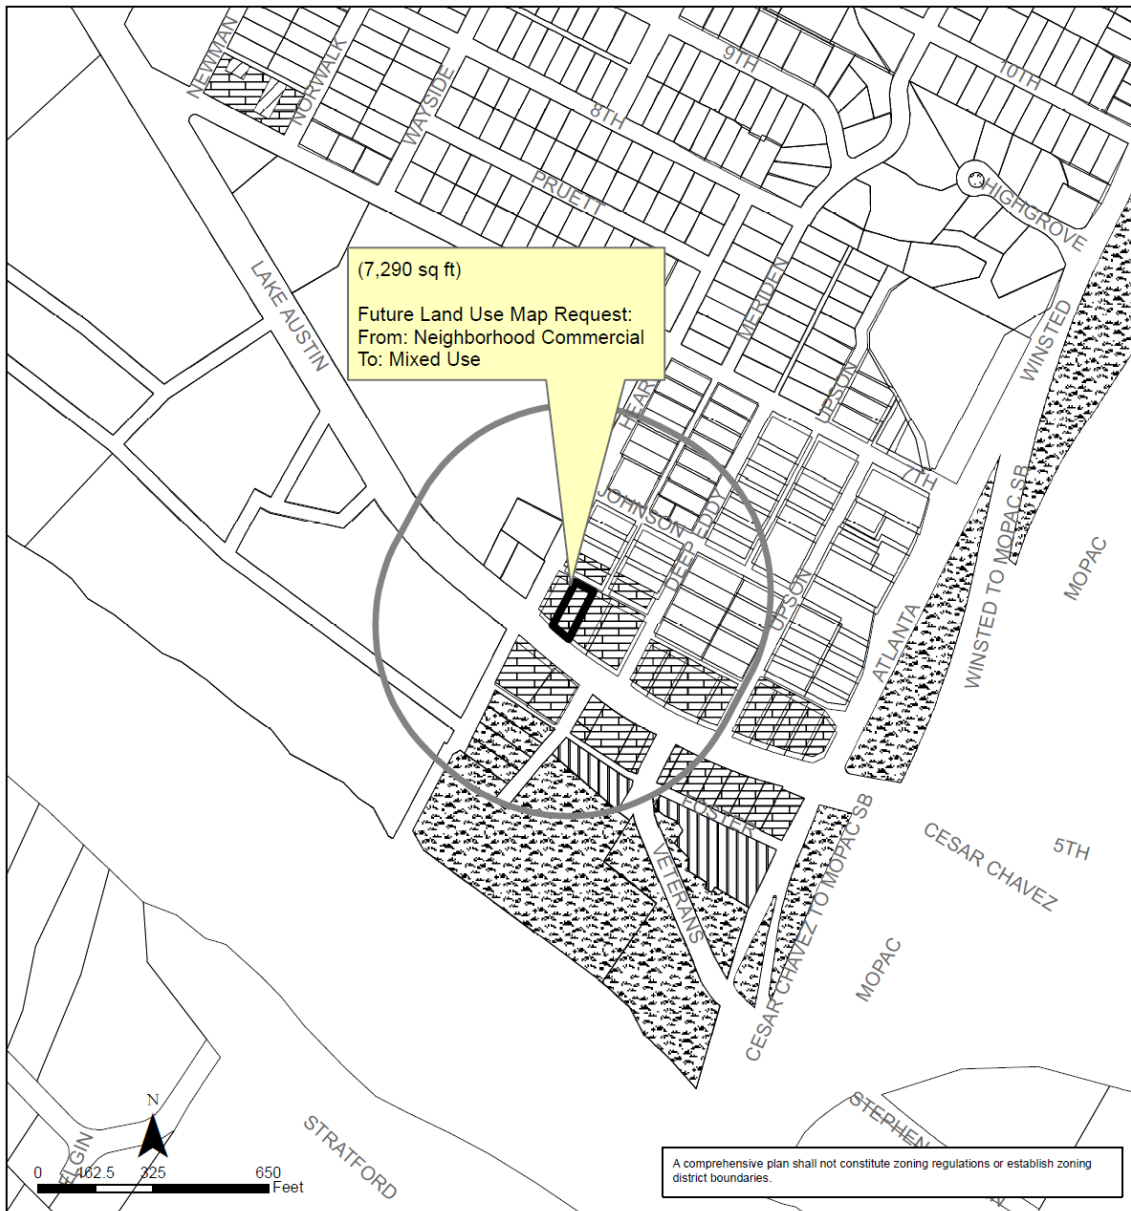 NEWMAN
NORWALK
WAYSIDE
9TH
10TH
8TH
PRUETT
HIGHGROVE
LAKE AUSTIN
(7,290 sq ft)
Future Land Use Map Request:
From: Neighborhood Commercial
To: Mixed Use
MERIDEN
WINSTED
HEAR
UPSON
7TH
JOHNSON
DEEP EDDY
UPSON
ATLANTA
WINSTED TO MOPAC SB
MOPAC
FOSTER
VETERANS
CESAR CHAVEZ TO MOPAC SB
CESAR CHAVEZ
5TH
MOPAC
STEPHEN
ELGIN
STRATFORD
N
0 162.5 325 650
Feet
A comprehensive plan shall not constitute zoning regulations or establish zoning
district boundaries.